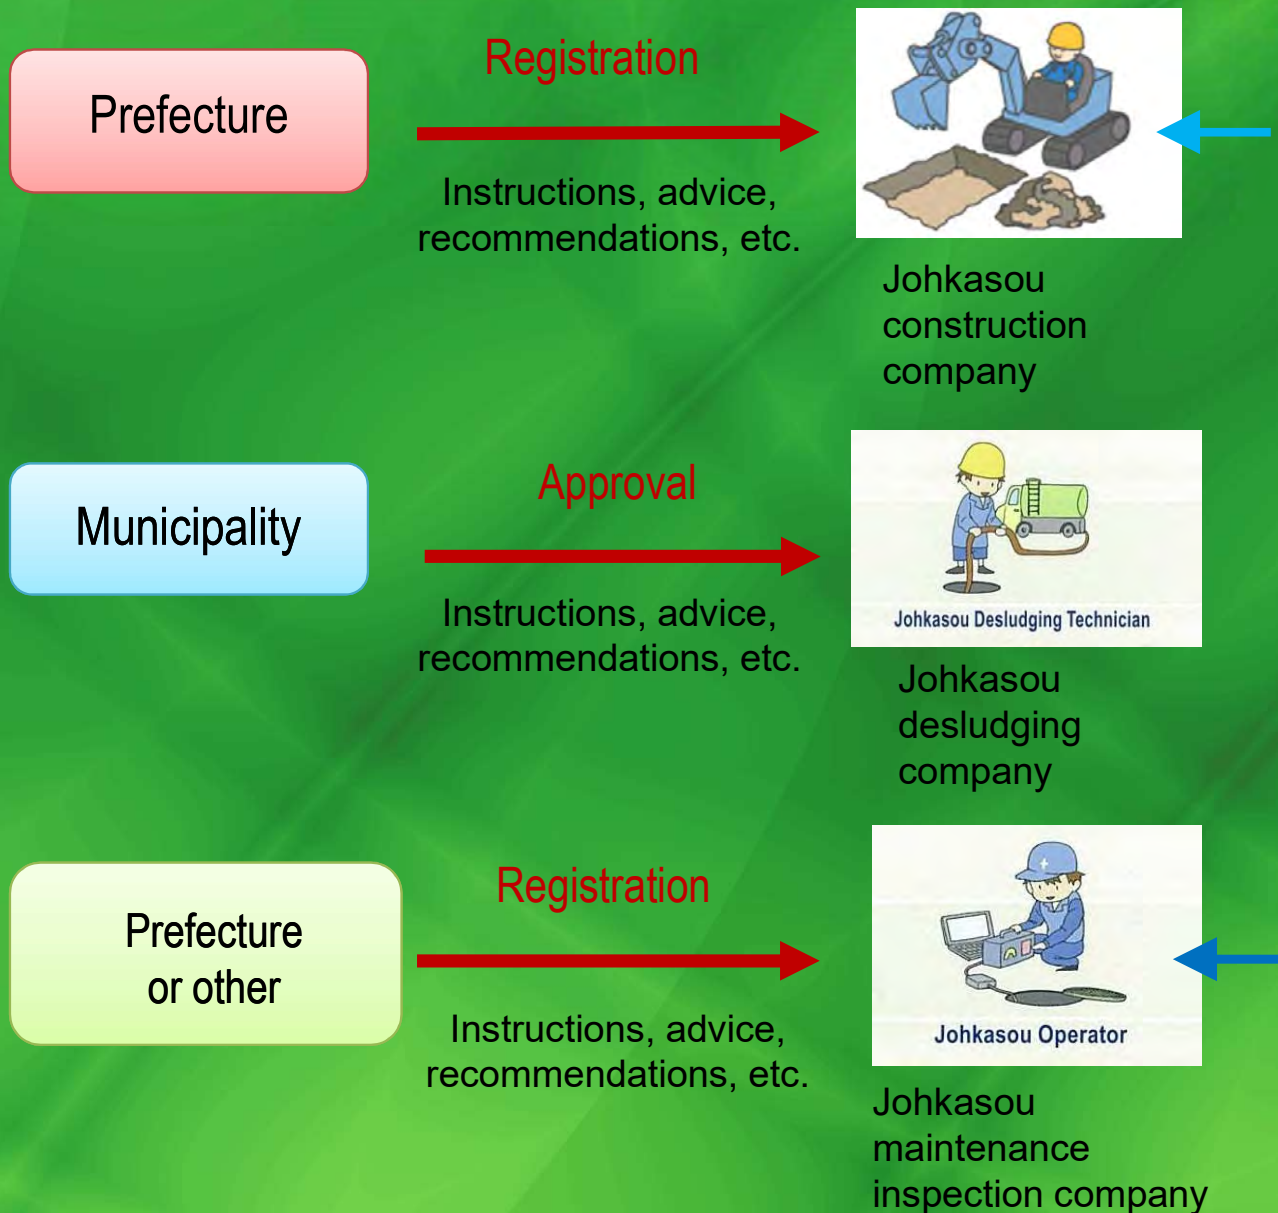 Prefecture
Registration
Instructions, advice,
recommendations, etc.
Johkasou
construction
company
Municipality
Approval
Instructions, advice,
recommendations, etc.
Johkasou Desludging Technician
Johkasou
desludging
company
Prefecture
or other
Registration
Instructions, advice,
recommendations, etc.
Johkasou Operator
Johkasou
maintenance
inspection company